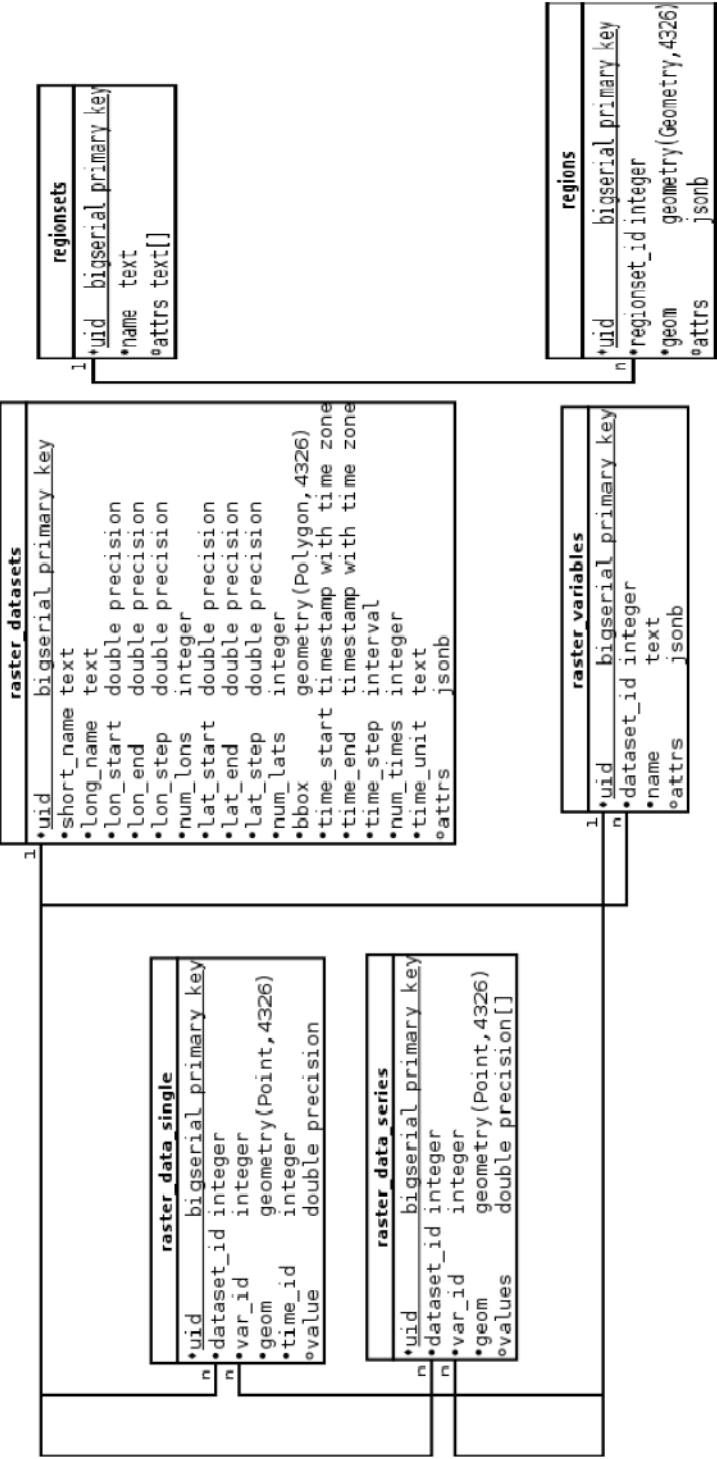 raster_data_single
*uid bigserial primary key
n •dataset_id integer
n •var_id integer
•geom geometry(Point,4326)
•time_id integer
°value double precision
raster_data_series
*uid bigserial primary key
n •dataset_id integer
n •var_id integer
•geom geometry(Point,4326)
°values double precision[]
raster_datasets
1 *uid bigserial primary key
•short_name text
•long_name text
•lon_start double precision
•lon_end double precision
•lon_step double precision
•num_lons integer
•lat_start double precision
•lat_end double precision
•lat_step double precision
•num_lats integer
•bbox geometry(Polygon,4326)
•time_start timestamp with time zone
•time_end timestamp with time zone
•time_step interval
•num_times integer
•time_unit text
°attrs jsonb
raster_variables
1 *uid bigserial primary key
n •dataset_id integer
•name text
°attrs jsonb
regionsets
1 *uid bigserial primary key
•name text
°attrs text[]
regions
*uid bigserial primary key
n •regionset_id integer
•geom geometry(Geometry,4326)
°attrs jsonb